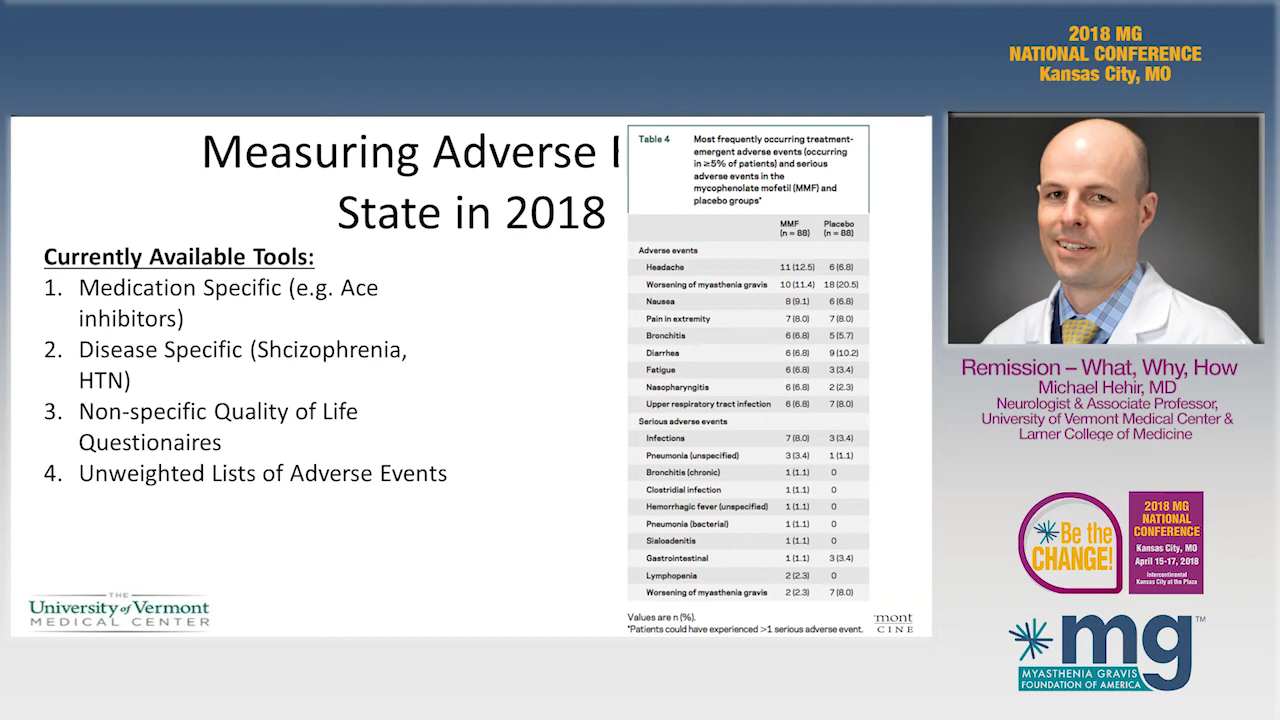 2018 MG
NATIONAL CONFERENCE
Kansas City, MO
Measuring Adverse
State in 2018
Currently Available Tools:
1. Medication Specific (e.g. Ace
inhibitors)
2. Disease Specific (Shcizophrenia,
HTN)
3. Non-specific Quality of Life
Questionaires
4. Unweighted Lists of Adverse Events
THE
University of Vermont
MEDICAL CENTER
Table 4 Most frequently occurring treatment-
emergent adverse events (occurring
in ≥5% of patients) and serious
adverse events in the
mycophenolate mofetil (MMF) and
placebo groups*
MMF Placebo
(n = 88) (n = 88)
Adverse events
Headache 11 (12.5) 6 (6.8)
Worsening of myasthenia gravis 10 (11.4) 18 (20.5)
Nausea 8 (9.1) 6 (6.8)
Pain in extremity 7 (8.0) 7 (8.0)
Bronchitis 6 (6.8) 5 (5.7)
Diarrhea 6 (6.8) 9 (10.2)
Fatigue 6 (6.8) 3 (3.4)
Nasopharyngitis 6 (6.8) 2 (2.3)
Upper respiratory tract infection 6 (6.8) 7 (8.0)
Serious adverse events
Infections 7 (8.0) 3 (3.4)
Pneumonia (unspecified) 3 (3.4) 1 (1.1)
Bronchitis (chronic) 1 (1.1) 0
Clostridial infection 1 (1.1) 0
Hemorrhagic fever (unspecified) 1 (1.1) 0
Pneumonia (bacterial) 1 (1.1) 0
Sialoadenitis 1 (1.1) 0
Gastrointestinal 1 (1.1) 3 (3.4)
Lymphopenia 2 (2.3) 0
Worsening of myasthenia gravis 2 (2.3) 7 (8.0)
Values are n (%).
*Patients could have experienced >1 serious adverse event.
mont
CINE
Remission – What, Why, How
Michael Hehir, MD
Neurologist & Associate Professor,
University of Vermont Medical Center &
Larner College of Medicine
Be the
CHANGE!
2018 MG
NATIONAL
CONFERENCE
Kansas City, MO
April 15-17, 2018
Intercontinental
Kansas City at the Plaza
mg™
MYASTHENIA GRAVIS
FOUNDATION OF AMERICA